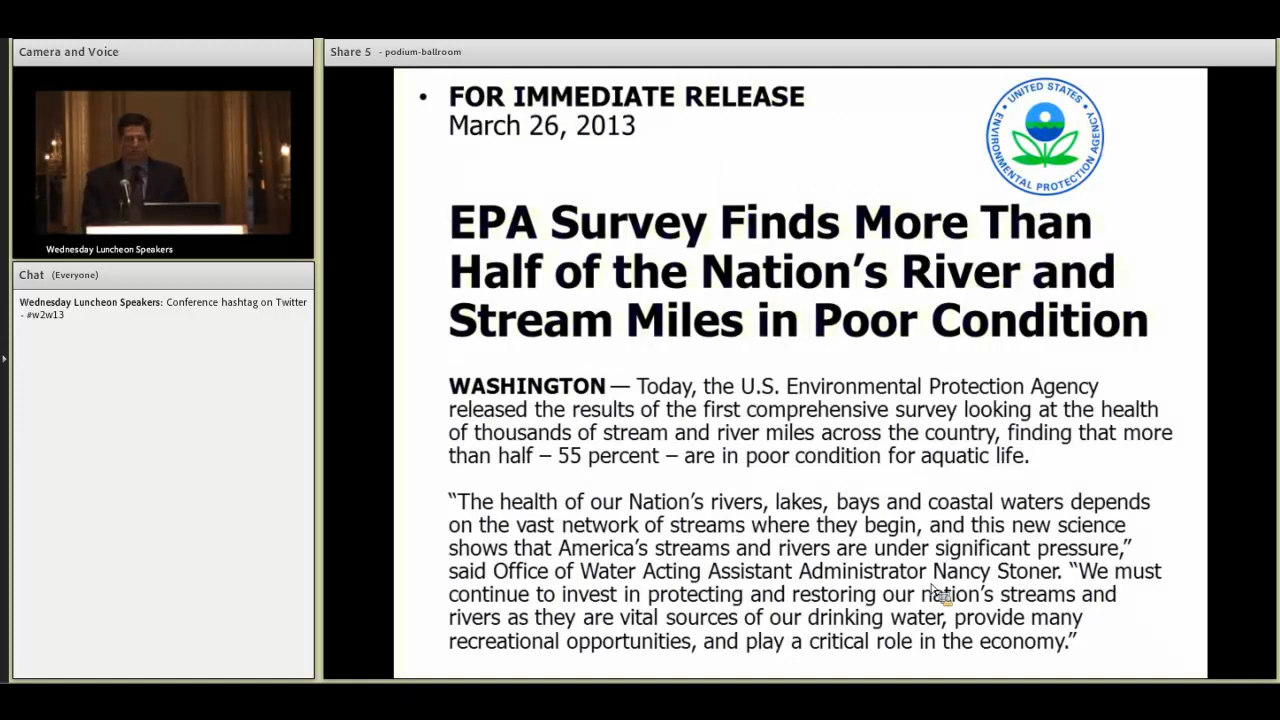 Camera and Voice
Wednesday Luncheon Speakers
Chat (Everyone)
Wednesday Luncheon Speakers: Conference hashtag on Twitter
- #w2w13
Share 5 - podium-ballroom
• FOR IMMEDIATE RELEASE
March 26, 2013
UNITED STATES
ENVIRONMENTAL PROTECTION AGENCY
EPA Survey Finds More Than
Half of the Nation’s River and
Stream Miles in Poor Condition
WASHINGTON — Today, the U.S. Environmental Protection Agency
released the results of the first comprehensive survey looking at the health
of thousands of stream and river miles across the country, finding that more
than half – 55 percent – are in poor condition for aquatic life.
“The health of our Nation’s rivers, lakes, bays and coastal waters depends
on the vast network of streams where they begin, and this new science
shows that America’s streams and rivers are under significant pressure,”
said Office of Water Acting Assistant Administrator Nancy Stoner. “We must
continue to invest in protecting and restoring our nation’s streams and
rivers as they are vital sources of our drinking water, provide many
recreational opportunities, and play a critical role in the economy.”